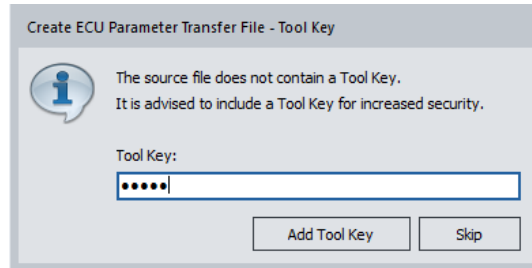 Create ECU Parameter Transfer File - Tool Key
The source file does not contain a Tool Key.
It is advised to include a Tool Key for increased security.
Tool Key:
•••••
Add Tool Key
Skip